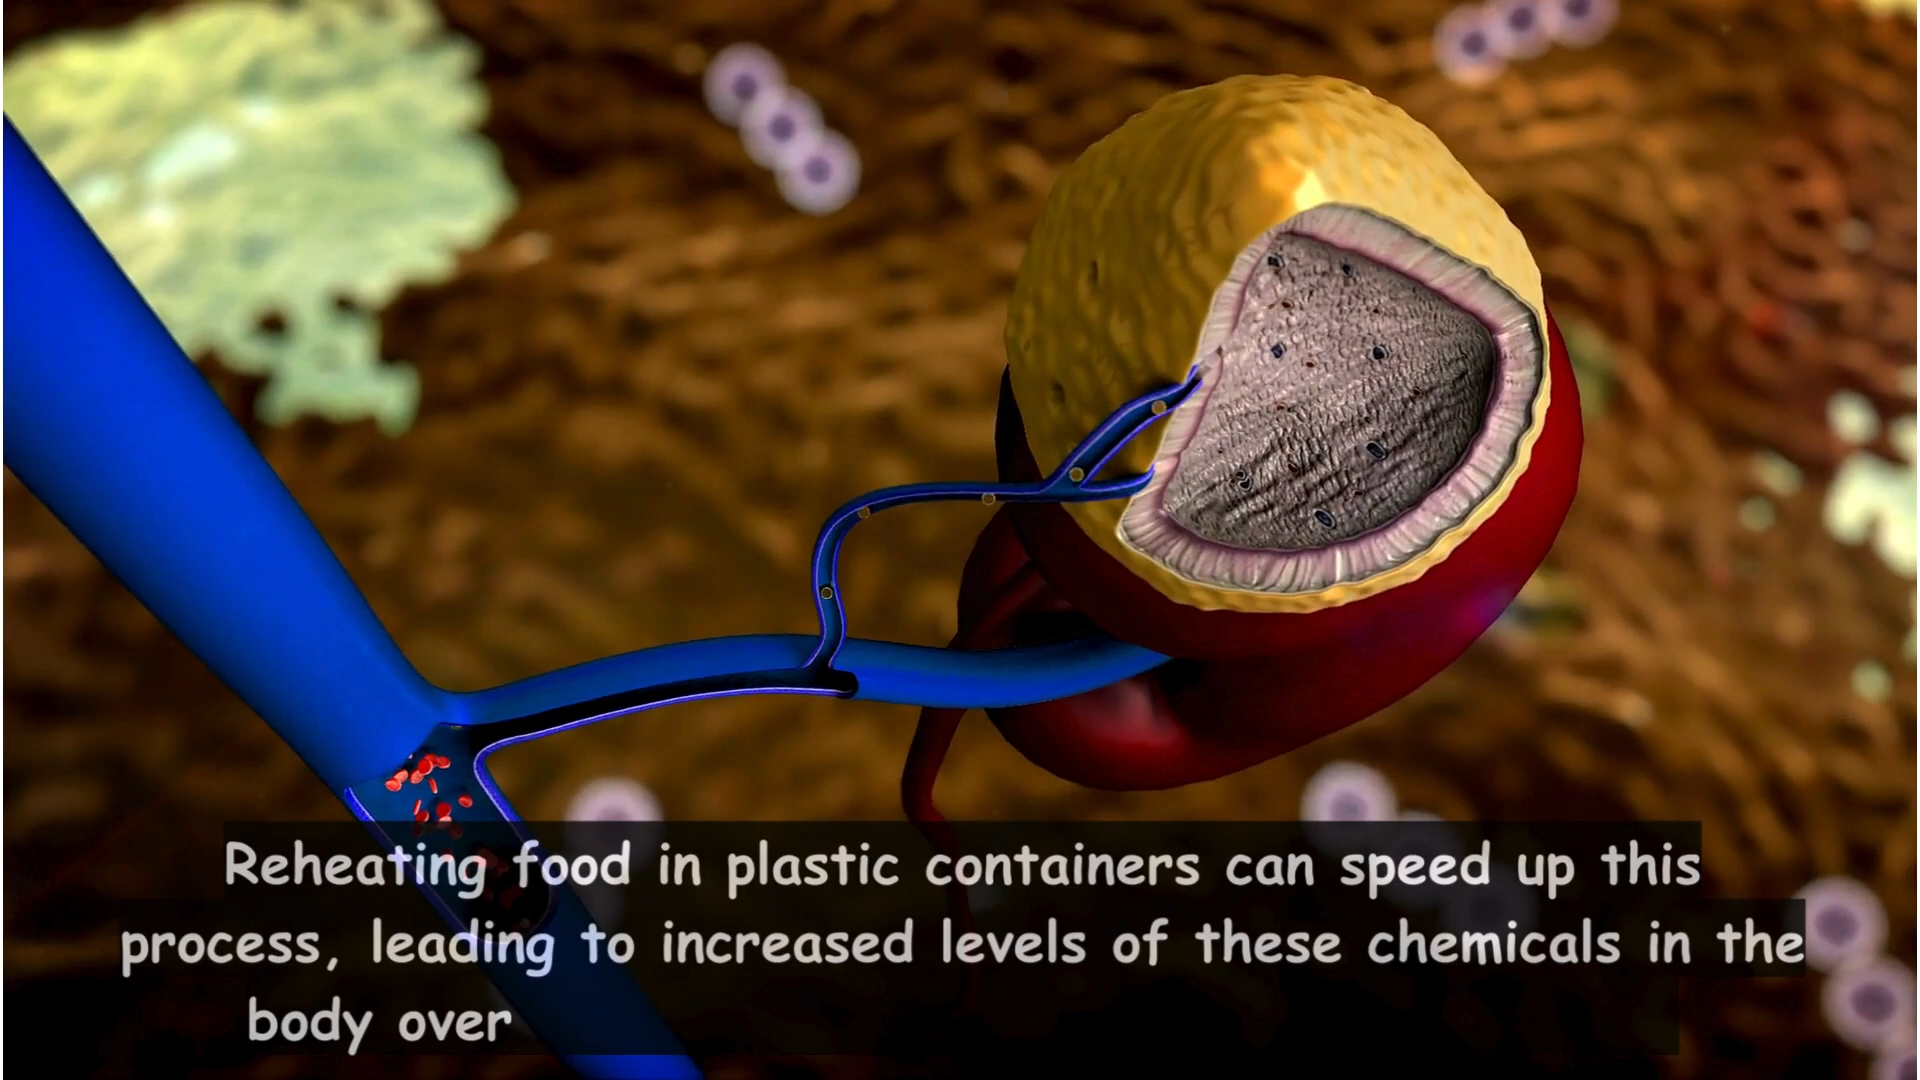 Reheating food in plastic containers can speed up this
process, leading to increased levels of these chemicals in the
body over